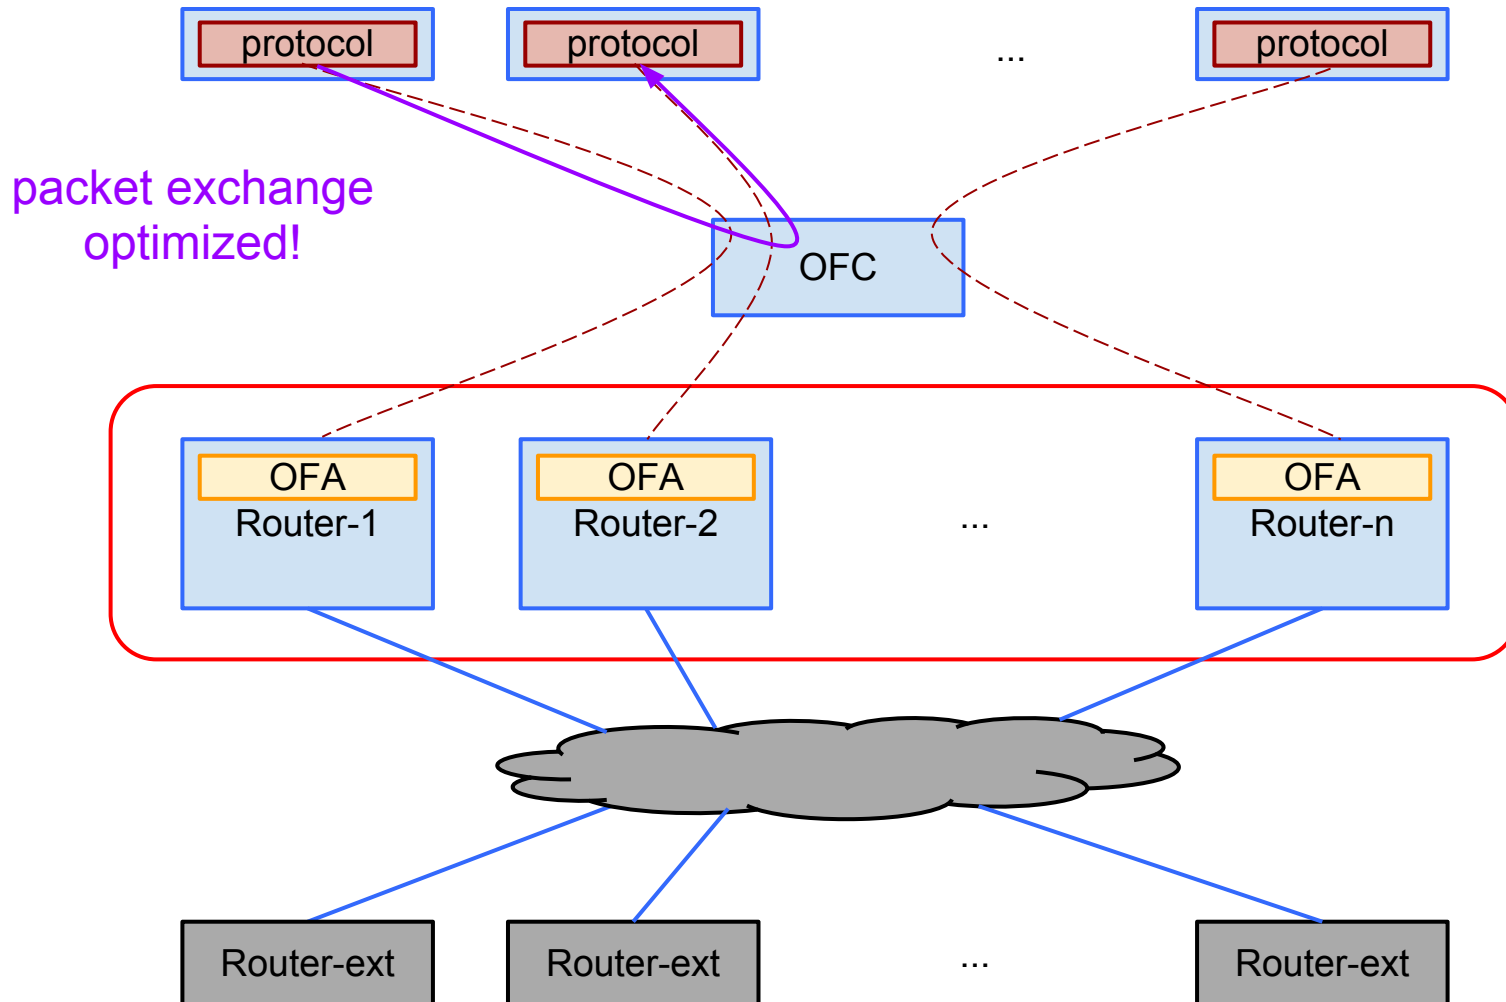 protocol
protocol
...
protocol
packet exchange
optimized!
OFC
OFA
OFA
OFA
Router-1
Router-2
...
Router-n
Router-ext
Router-ext
...
Router-ext